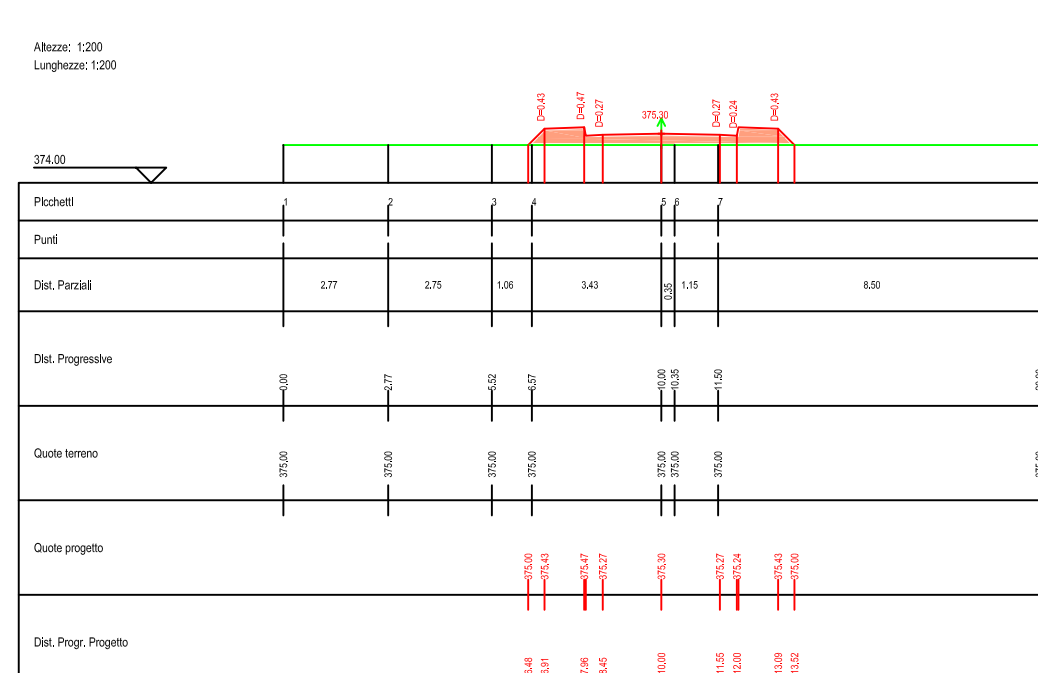 Altezze: 1:200
Lunghezze: 1:200
D=0.43 D=0.47 D=0.27 375.30 D=0.27 D=0.24 D=0.43
374.00
Picchetti 1 2 3 4 5 6 7
Punti
Dist. Parziali 2.77 2.75 1.06 3.43 0.35 1.15 8.50
Dist. Progressive 0.00 2.77 5.52 6.57 10.00 10.35 11.50
Quote terreno 375.00 375.00 375.00 375.00 375.00 375.00 375.00
Quote progetto 375.00 375.43 375.47 375.27 375.30 375.27 375.24 375.43 375.00
Dist. Progr. Progetto 6.48 6.91 7.96 8.45 10.00 11.55 12.00 13.09 13.52